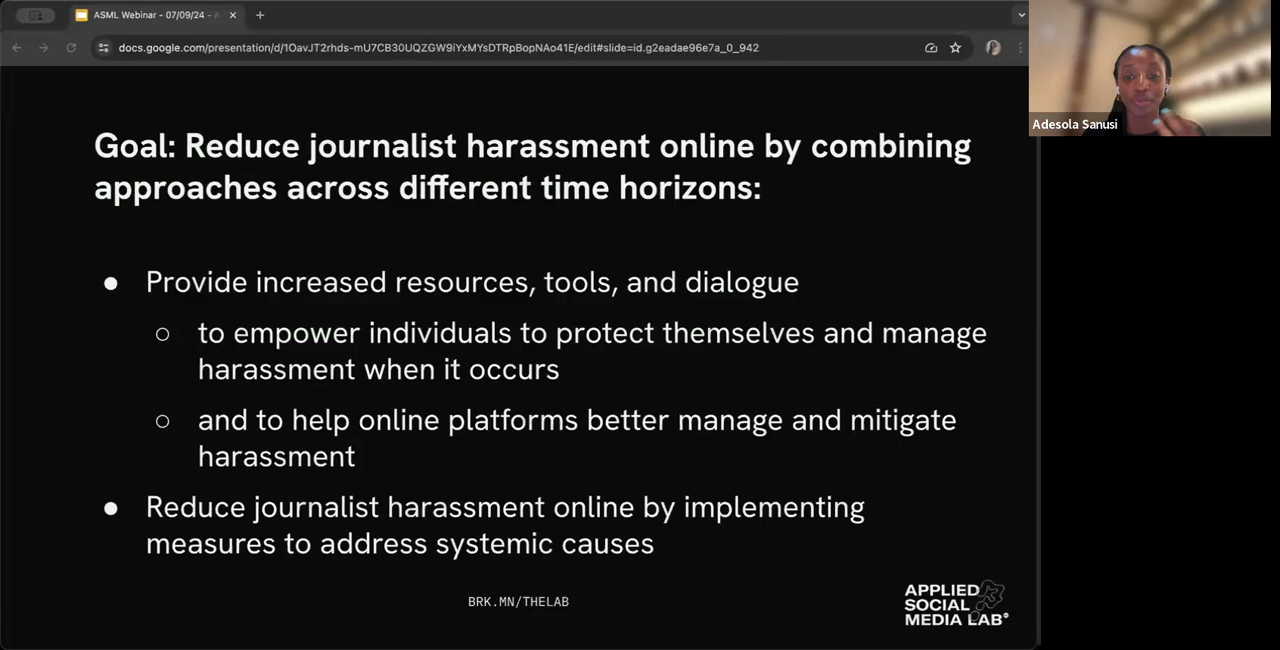 ASML Webinar - 07/09/24 - A
docs.google.com/presentation/d/1OavJT2rhds-mU7CB30UQZGW9iYxMYsDTRpBopNAo41E/edit#slide=id.g2eadae96e7a_0_942
Adesola Sanusi
Goal: Reduce journalist harassment online by combining
approaches across different time horizons:
● Provide increased resources, tools, and dialogue
○ to empower individuals to protect themselves and manage
harassment when it occurs
○ and to help online platforms better manage and mitigate
harassment
● Reduce journalist harassment online by implementing
measures to address systemic causes
BRK.MN/THELAB
APPLIED
SOCIAL
MEDIA LAB